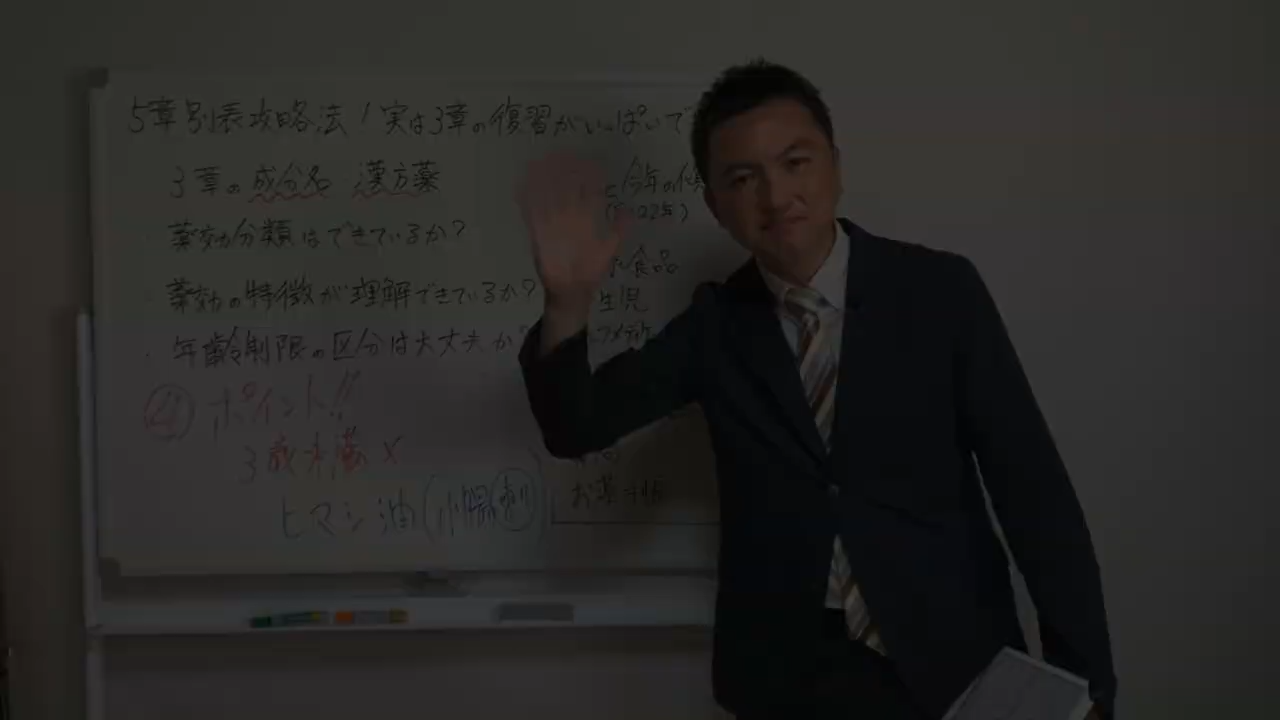 5章別表攻略法！実は3章の復習がいっぱいで
3章の成分名 漢方薬
今年の
薬効分類はできているか？
薬効の特徴が理解できているか？
食品
生児
年齢制限の区分は大丈夫か
④ ポイント!!
3歳未満×
ヒマシ油(小腸刺)
お薬手帳